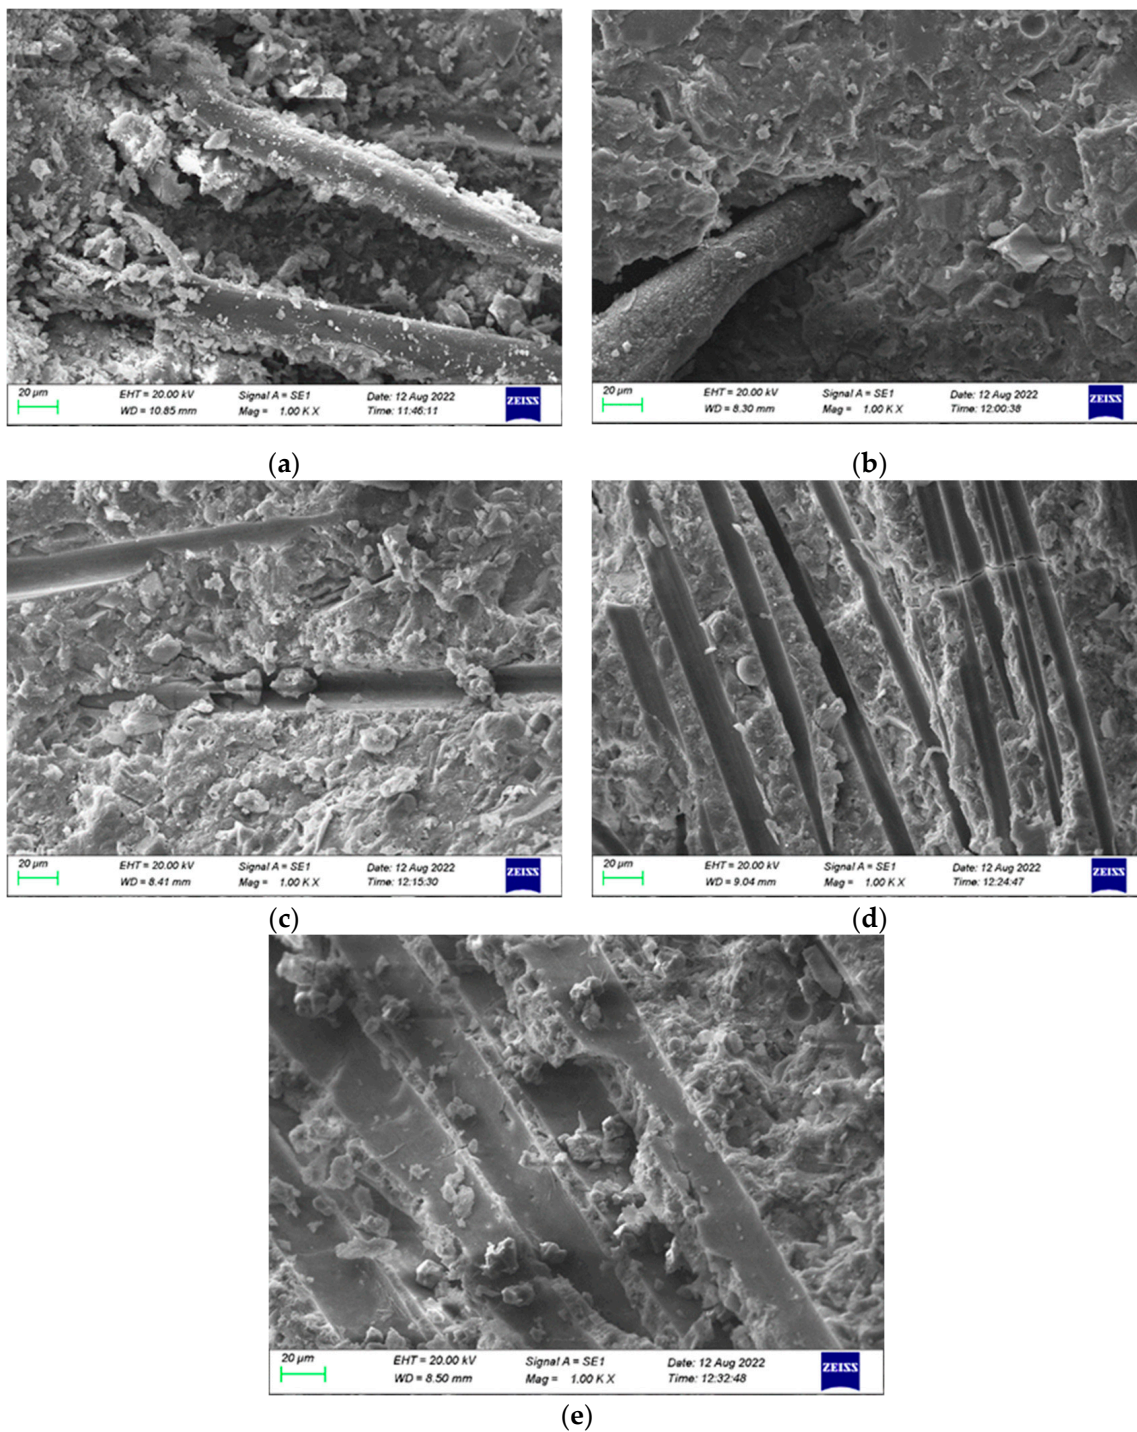 20 µm EHT = 20.00 kV Signal A = SE1 Date: 12 Aug 2022 ZEISS
WD = 10.85 mm Mag = 1.00 K X Time: 11:46:11
20 µm EHT = 20.00 kV Signal A = SE1 Date: 12 Aug 2022 ZEISS
WD = 8.30 mm Mag = 1.00 K X Time: 12:00:38
(a)
(b)
20 µm EHT = 20.00 kV Signal A = SE1 Date: 12 Aug 2022 ZEISS
WD = 8.41 mm Mag = 1.00 K X Time: 12:15:30
20 µm EHT = 20.00 kV Signal A = SE1 Date: 12 Aug 2022 ZEISS
WD = 9.04 mm Mag = 1.00 K X Time: 12:24:47
(c)
(d)
20 µm EHT = 20.00 kV Signal A = SE1 Date: 12 Aug 2022 ZEISS
WD = 8.50 mm Mag = 1.00 K X Time: 12:32:48
(e)